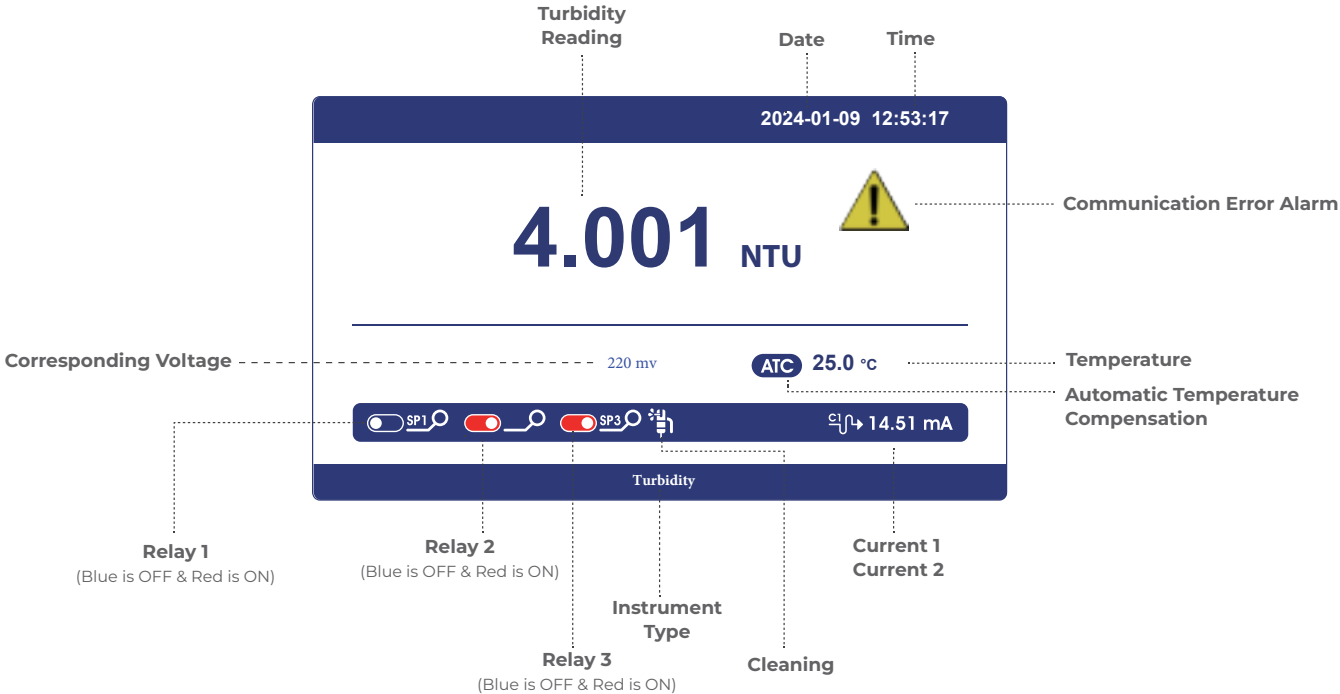 Turbidity
Reading
Date
Time
2024-01-09 12:53:17
4.001 NTU
Communication Error Alarm
Corresponding Voltage
220 mv
ATC 25.0 °C
Temperature
Automatic Temperature
Compensation
SP1
SP3
C1 14.51 mA
Turbidity
Relay 1
(Blue is OFF & Red is ON)
Relay 2
(Blue is OFF & Red is ON)
Current 1
Current 2
Instrument
Type
Relay 3
(Blue is OFF & Red is ON)
Cleaning